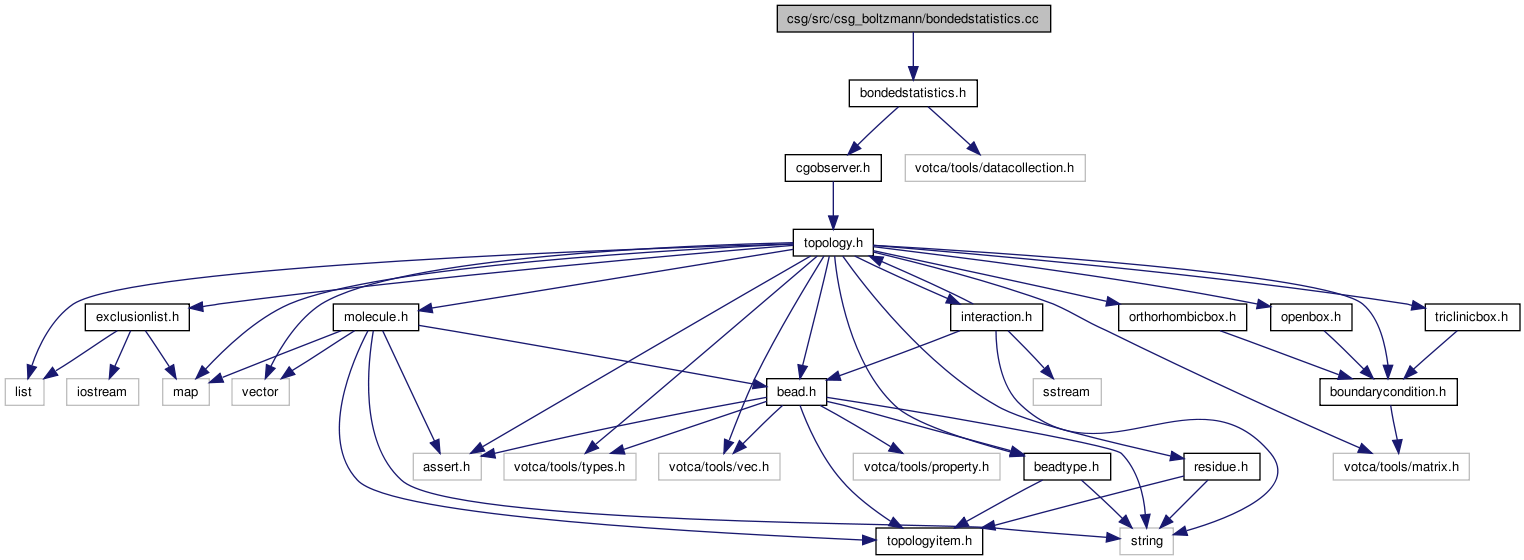 csg/src/csg_boltzmann/bondedstatistics.cc
bondedstatistics.h
cgobserver.h
votca/tools/datacollection.h
topology.h
exclusionlist.h
molecule.h
interaction.h
orthorhombicbox.h
openbox.h
triclinicbox.h
list
iostream
map
vector
bead.h
sstream
boundarycondition.h
assert.h
votca/tools/types.h
votca/tools/vec.h
votca/tools/property.h
beadtype.h
residue.h
votca/tools/matrix.h
topologyitem.h
string